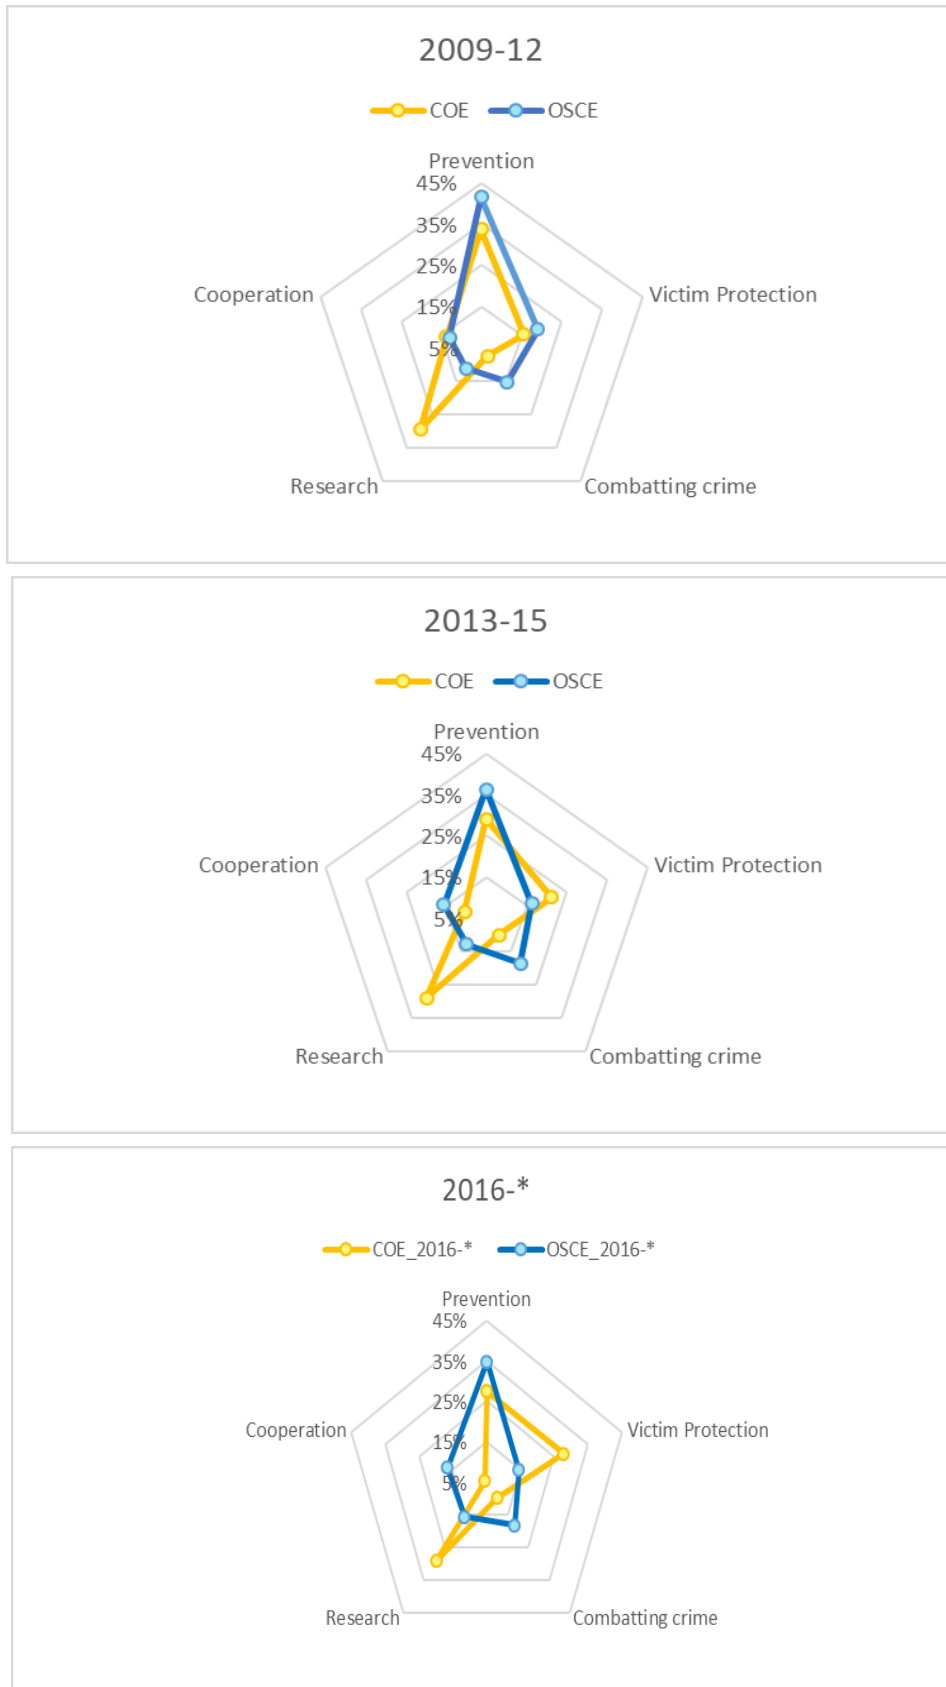 2009-12
COE OSCE
Prevention
45%
35%
25%
Cooperation
Victim Protection
15%
5%
Research
Combatting crime
2013-15
COE OSCE
Prevention
45%
35%
25%
Cooperation
Victim Protection
15%
5%
Research
Combatting crime
2016-*
COE_2016-* OSCE_2016-*
Prevention
45%
35%
25%
Cooperation
Victim Protection
15%
5%
Research
Combatting crime